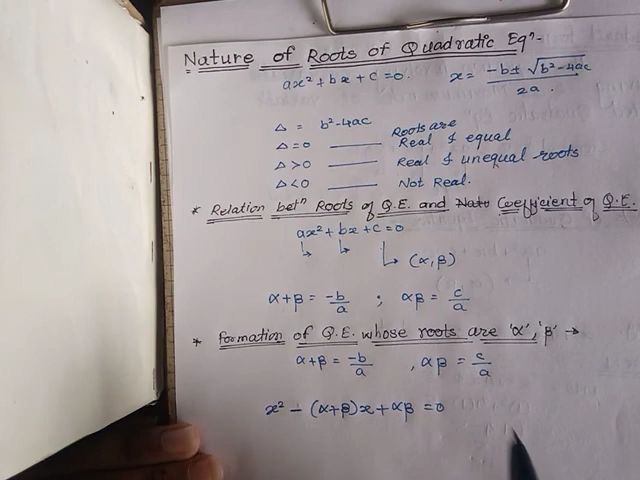 Nature of Roots of Quadratic Eqⁿ-
ax² + bx + c = 0. x = -b ± √b²-4ac / 2a.
Δ = b²-4ac
Roots are
Δ = 0 —— Real & equal
Δ > 0 —— Real & unequal roots
Δ < 0 —— Not Real.
* Relation betⁿ Roots of Q.E. and Natu Coefficient of Q.E.
ax² + bx + c = 0
↳ ↳ ↳ (α, β)
α+β = -b/a ; αβ = c/a
* Formation of Q.E. whose roots are 'α', 'β' →
α+β = -b/a , αβ = c/a
x² - (α+β)x + αβ = 0